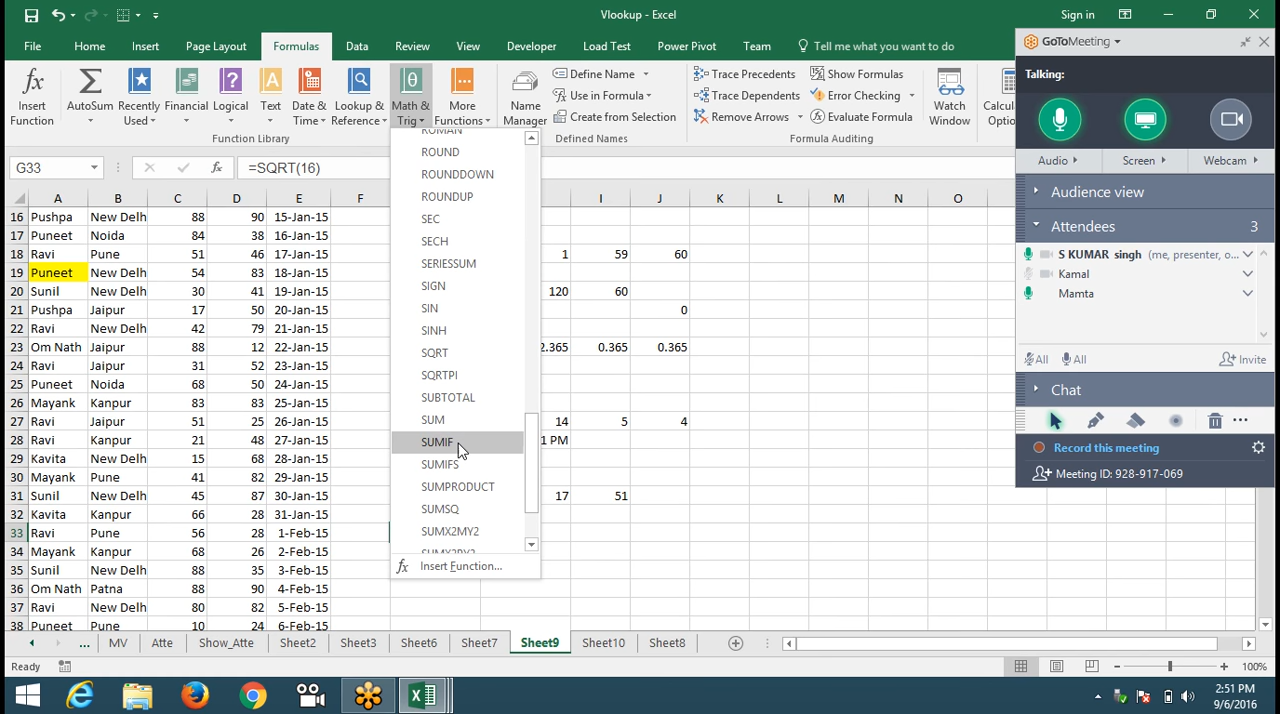 Vlookup - Excel
Sign in
File Home Insert Page Layout Formulas Data Review View Developer Load Test Power Pivot Team Tell me what you want to do
Insert Function
AutoSum
Recently Used
Financial
Logical
Text
Date & Time
Lookup & Reference
Math & Trig
More Functions
Name Manager
Define Name
Use in Formula
Create from Selection
Trace Precedents
Trace Dependents
Remove Arrows
Show Formulas
Error Checking
Evaluate Formula
Watch Window
Function Library
Defined Names
Formula Auditing
G33
fx
=SQRT(16)
A B C D E F I J K L M N O
16 Pushpa New Delh 88 90 15-Jan-15
17 Puneet Noida 84 38 16-Jan-15
18 Ravi Pune 51 46 17-Jan-15 1 59 60
19 Puneet New Delh 54 83 18-Jan-15
20 Sunil New Delh 30 41 19-Jan-15 120 60
21 Pushpa Jaipur 17 50 20-Jan-15 0
22 Ravi New Delh 42 79 21-Jan-15
23 Om Nath Jaipur 88 12 22-Jan-15 2.365 0.365 0.365
24 Ravi Jaipur 31 52 23-Jan-15
25 Puneet Noida 68 50 24-Jan-15
26 Mayank Kanpur 83 83 25-Jan-15
27 Ravi Jaipur 51 25 26-Jan-15 14 5 4
28 Ravi Kanpur 21 48 27-Jan-15 1 PM
29 Kavita New Delh 15 68 28-Jan-15
30 Mayank Pune 41 82 29-Jan-15
31 Sunil New Delh 45 87 30-Jan-15 17 51
32 Kavita Kanpur 66 28 31-Jan-15
33 Ravi Pune 56 28 1-Feb-15
34 Mayank Kanpur 68 26 2-Feb-15
35 Sunil New Delh 88 35 3-Feb-15
36 Om Nath Patna 88 90 4-Feb-15
37 Ravi New Delh 80 82 5-Feb-15
38 Puneet Pune 10 24 6-Feb-15
ROMAN
ROUND
ROUNDDOWN
ROUNDUP
SEC
SECH
SERIESSUM
SIGN
SIN
SINH
SQRT
SQRTPI
SUBTOTAL
SUM
SUMIF
SUMIFS
SUMPRODUCT
SUMSQ
SUMX2MY2
SUMX2PY2
fx Insert Function...
GoToMeeting
Talking:
Audio Screen Webcam
Audience view
Attendees 3
S KUMAR singh (me, presenter, o...
Kamal
Mamta
All All Invite
Chat
Record this meeting
Meeting ID: 928-917-069
... MV Atte Show_Atte Sheet2 Sheet3 Sheet6 Sheet7 Sheet9 Sheet10 Sheet8
Ready
100%
2:51 PM
9/6/2016